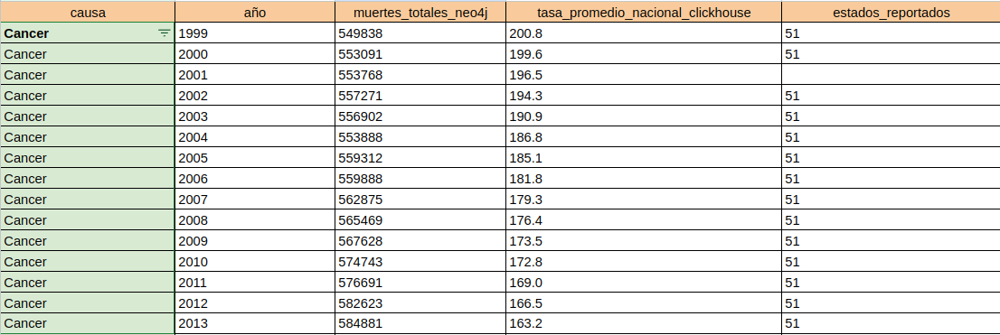 causa año muertes_totales_neo4j tasa_promedio_nacional_clickhouse estados_reportados
Cancer 1999 549838 200.8 51
Cancer 2000 553091 199.6 51
Cancer 2001 553768 196.5
Cancer 2002 557271 194.3 51
Cancer 2003 556902 190.9 51
Cancer 2004 553888 186.8 51
Cancer 2005 559312 185.1 51
Cancer 2006 559888 181.8 51
Cancer 2007 562875 179.3 51
Cancer 2008 565469 176.4 51
Cancer 2009 567628 173.5 51
Cancer 2010 574743 172.8 51
Cancer 2011 576691 169.0 51
Cancer 2012 582623 166.5 51
Cancer 2013 584881 163.2 51